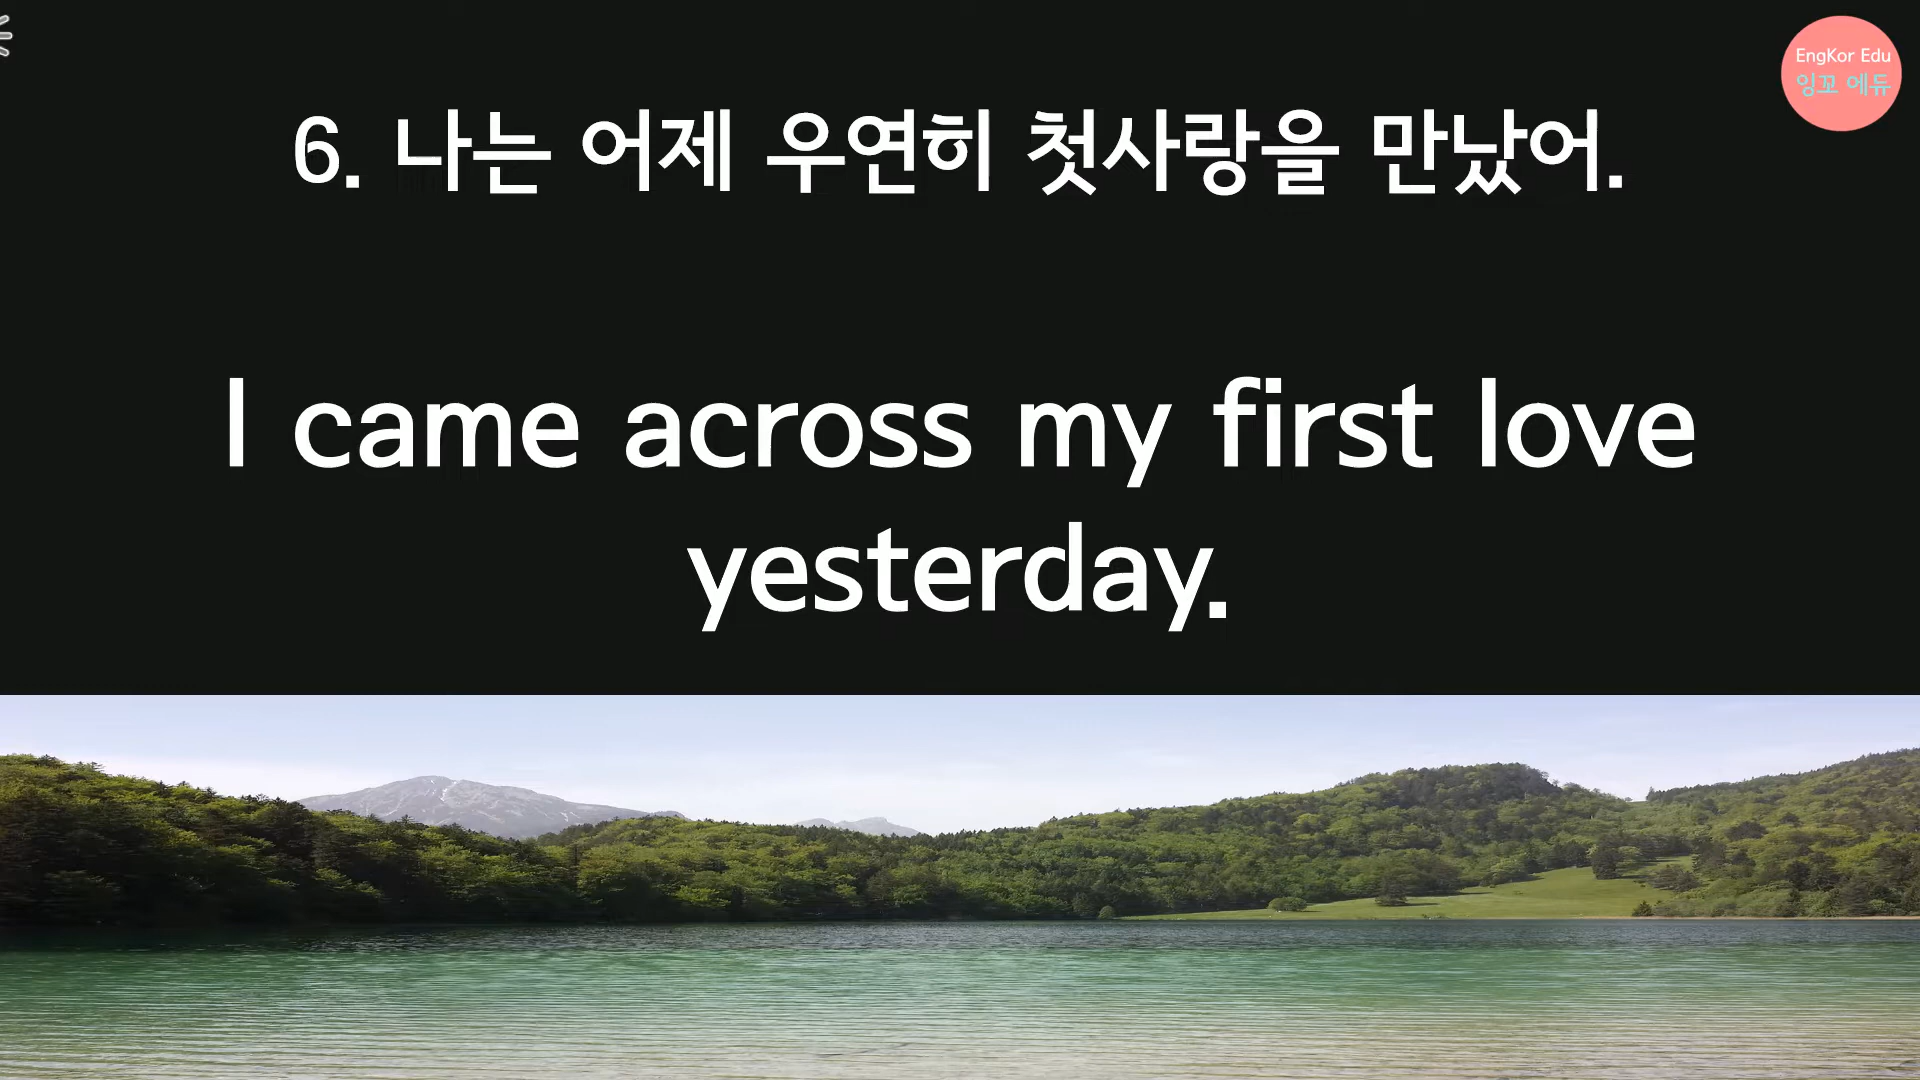 EngKor Edu
잉꼬 에듀
6. 나는 어제 우연히 첫사랑을 만났어.
I came across my first love
yesterday.